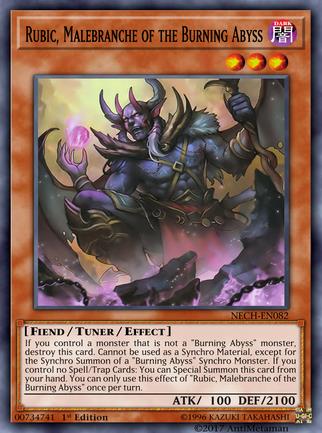 Rubic, Malebranche of the Burning Abyss
DARK
闇
NECH-EN082
[Fiend / Tuner / Effect]
If you control a monster that is not a "Burning Abyss" monster,
destroy this card. Cannot be used as a Synchro Material, except for
the Synchro Summon of a "Burning Abyss" Synchro Monster. If you
control no Spell/Trap Cards: You can Special Summon this card from
your hand. You can only use this effect of "Rubic, Malebranche of the
Burning Abyss" once per turn.
ATK/ 100 DEF/2100
00734741 1st Edition ©1996 KAZUKI TAKAHASHI
©2017 AntiMetaman